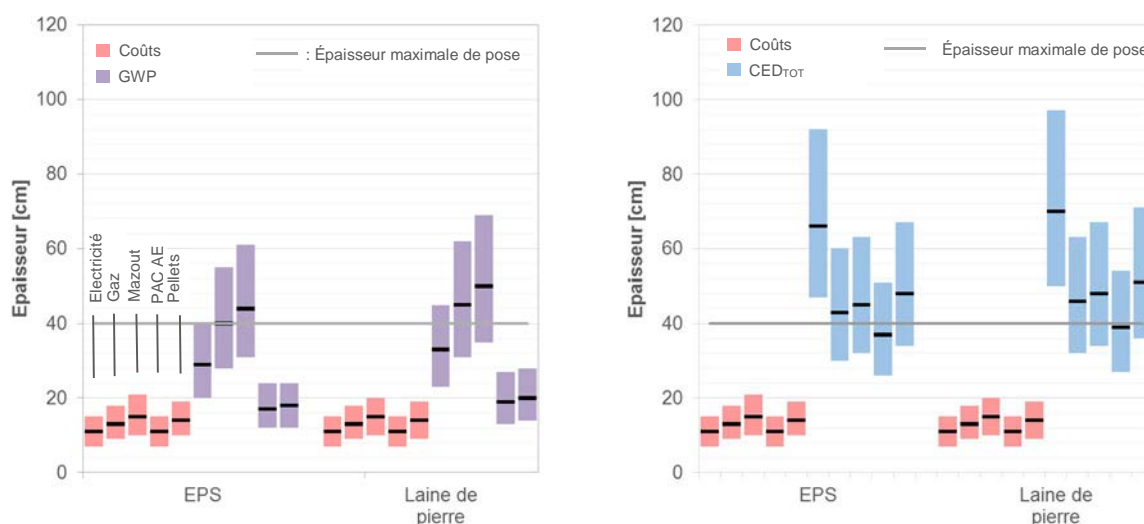 120
Coûts
GWP
: Épaisseur maximale de pose
100
80
60
40
20
0
Epaisseur [cm]
Electricité
Gaz
Mazout
PAC AE
Pellets
EPS
Laine de
pierre
120
Coûts
CEDTOT
Épaisseur maximale de pose
100
80
60
40
20
0
Epaisseur [cm]
EPS
Laine de
pierre